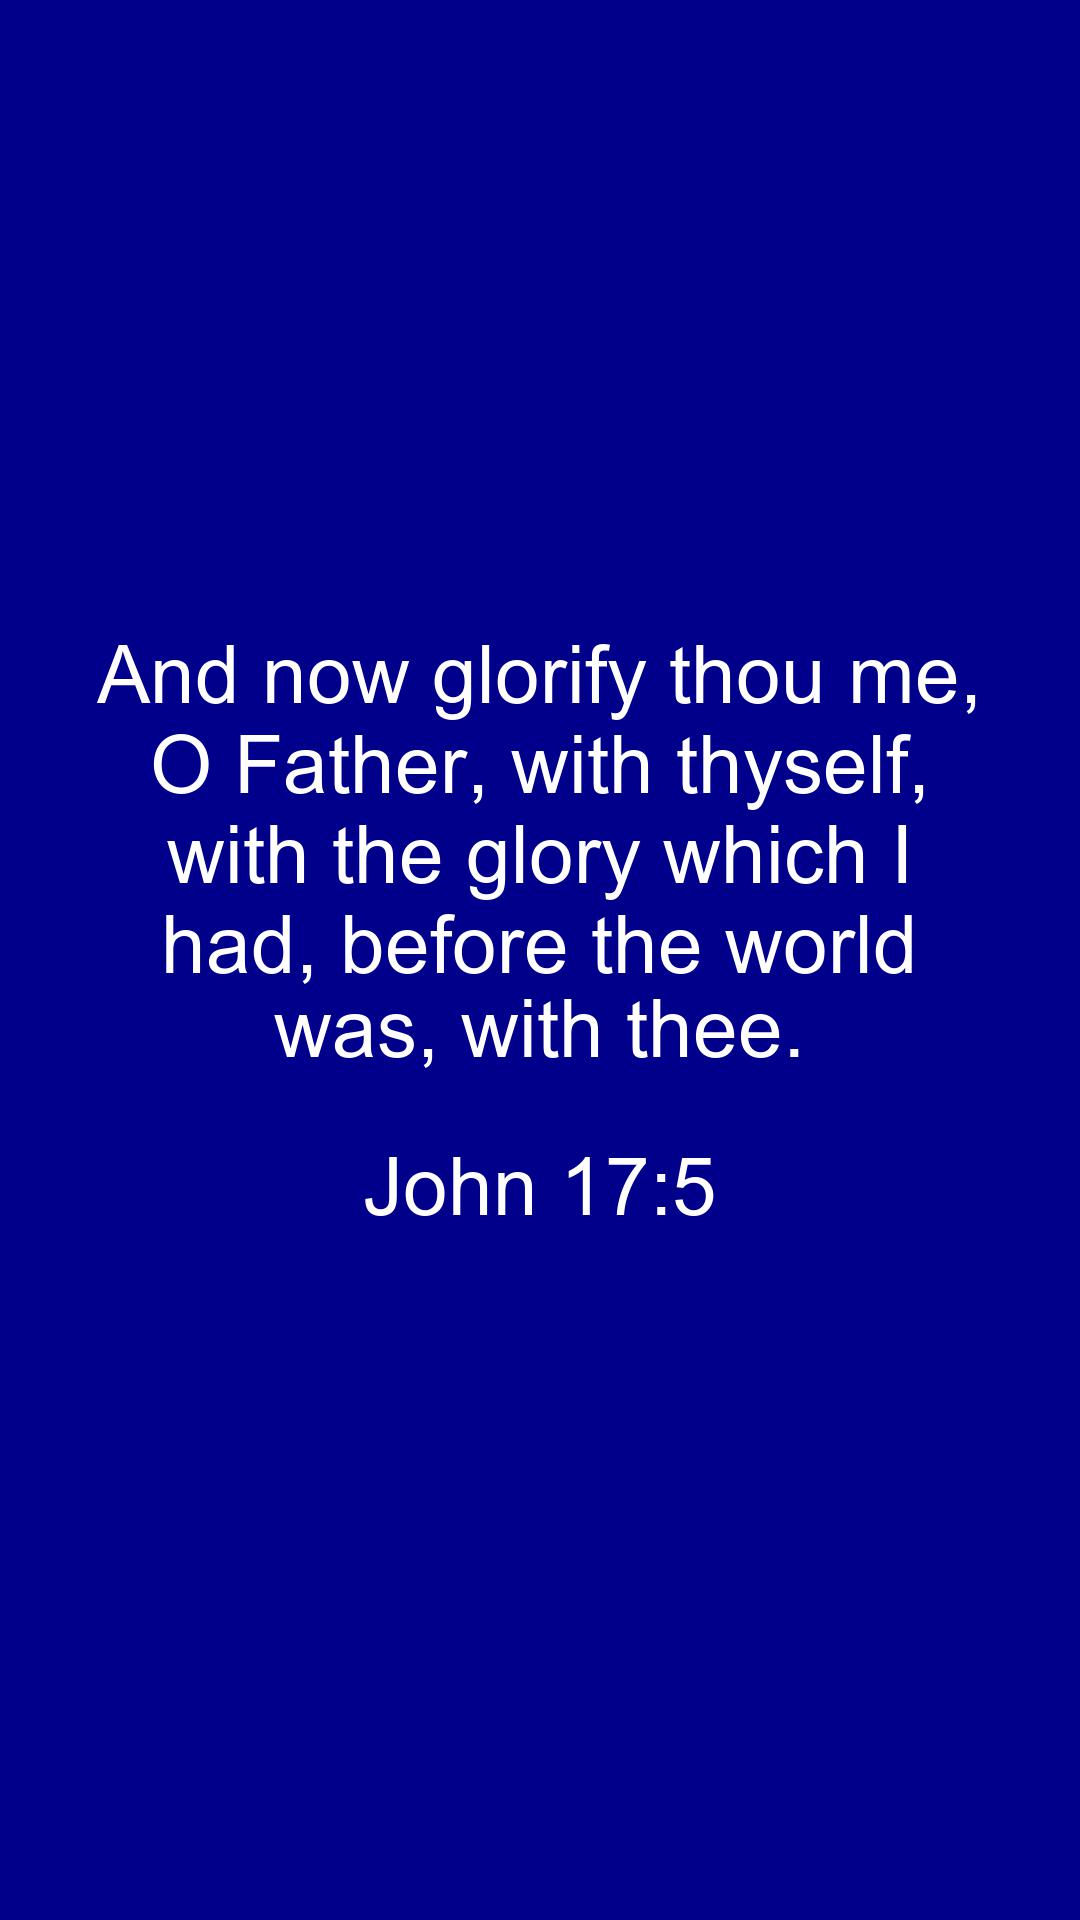 And now glorify thou me,
O Father, with thyself,
with the glory which I
had, before the world
was, with thee.
John 17:5